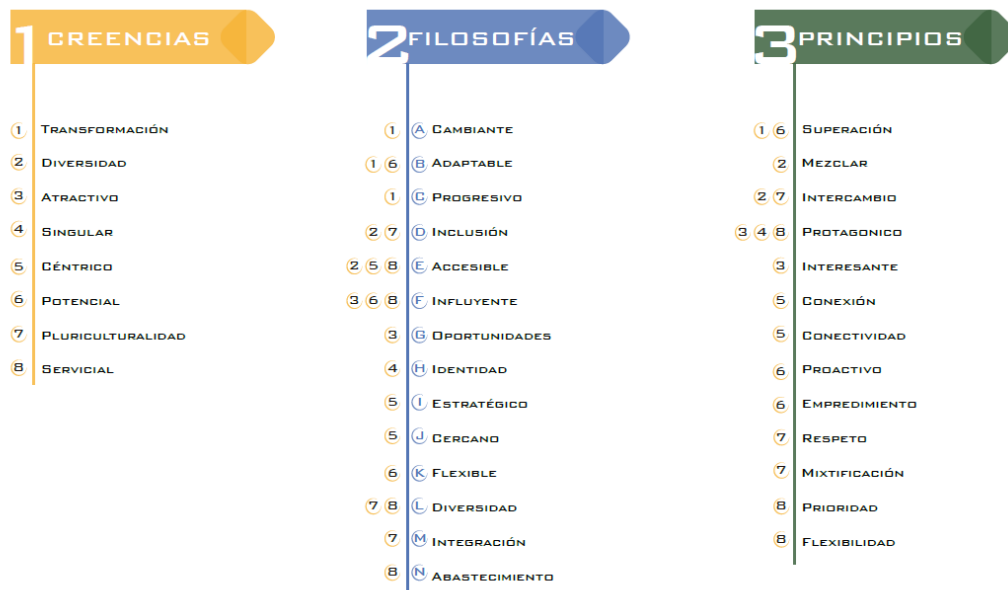 1 CREENCIAS
1 TRANSFORMACIÓN
2 DIVERSIDAD
3 ATRACTIVO
4 SINGULAR
5 CÉNTRICO
6 POTENCIAL
7 PLURICULTURALIDAD
8 SERVICIAL
2 FILOSOFÍAS
1 A CAMBIANTE
1 6 B ADAPTABLE
1 C PROGRESIVO
2 7 D INCLUSIÓN
2 5 8 E ACCESIBLE
3 6 8 F INFLUYENTE
3 G OPORTUNIDADES
4 H IDENTIDAD
5 I ESTRATÉGICO
5 J CERCANO
6 K FLEXIBLE
7 8 L DIVERSIDAD
7 M INTEGRACIÓN
8 N ABASTECIMIENTO
3 PRINCIPIOS
1 6 SUPERACIÓN
2 MEZCLAR
2 7 INTERCAMBIO
3 4 8 PROTAGONICO
3 INTERESANTE
5 CONEXIÓN
5 CONECTIVIDAD
6 PROACTIVO
6 EMPREDIMIENTO
7 RESPETO
7 MIXTIFICACIÓN
8 PRIORIDAD
8 FLEXIBILIDAD